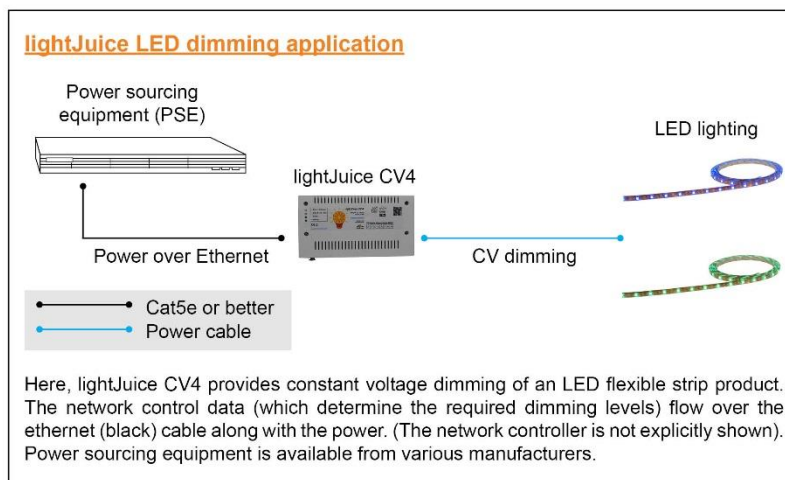 lightJuice LED dimming application
Power sourcing
equipment (PSE)
LED lighting
lightJuice CV4
Power over Ethernet
CV dimming
Cat5e or better
Power cable
Here, lightJuice CV4 provides constant voltage dimming of an LED flexible strip product.
The network control data (which determine the required dimming levels) flow over the
ethernet (black) cable along with the power. (The network controller is not explicitly shown).
Power sourcing equipment is available from various manufacturers.